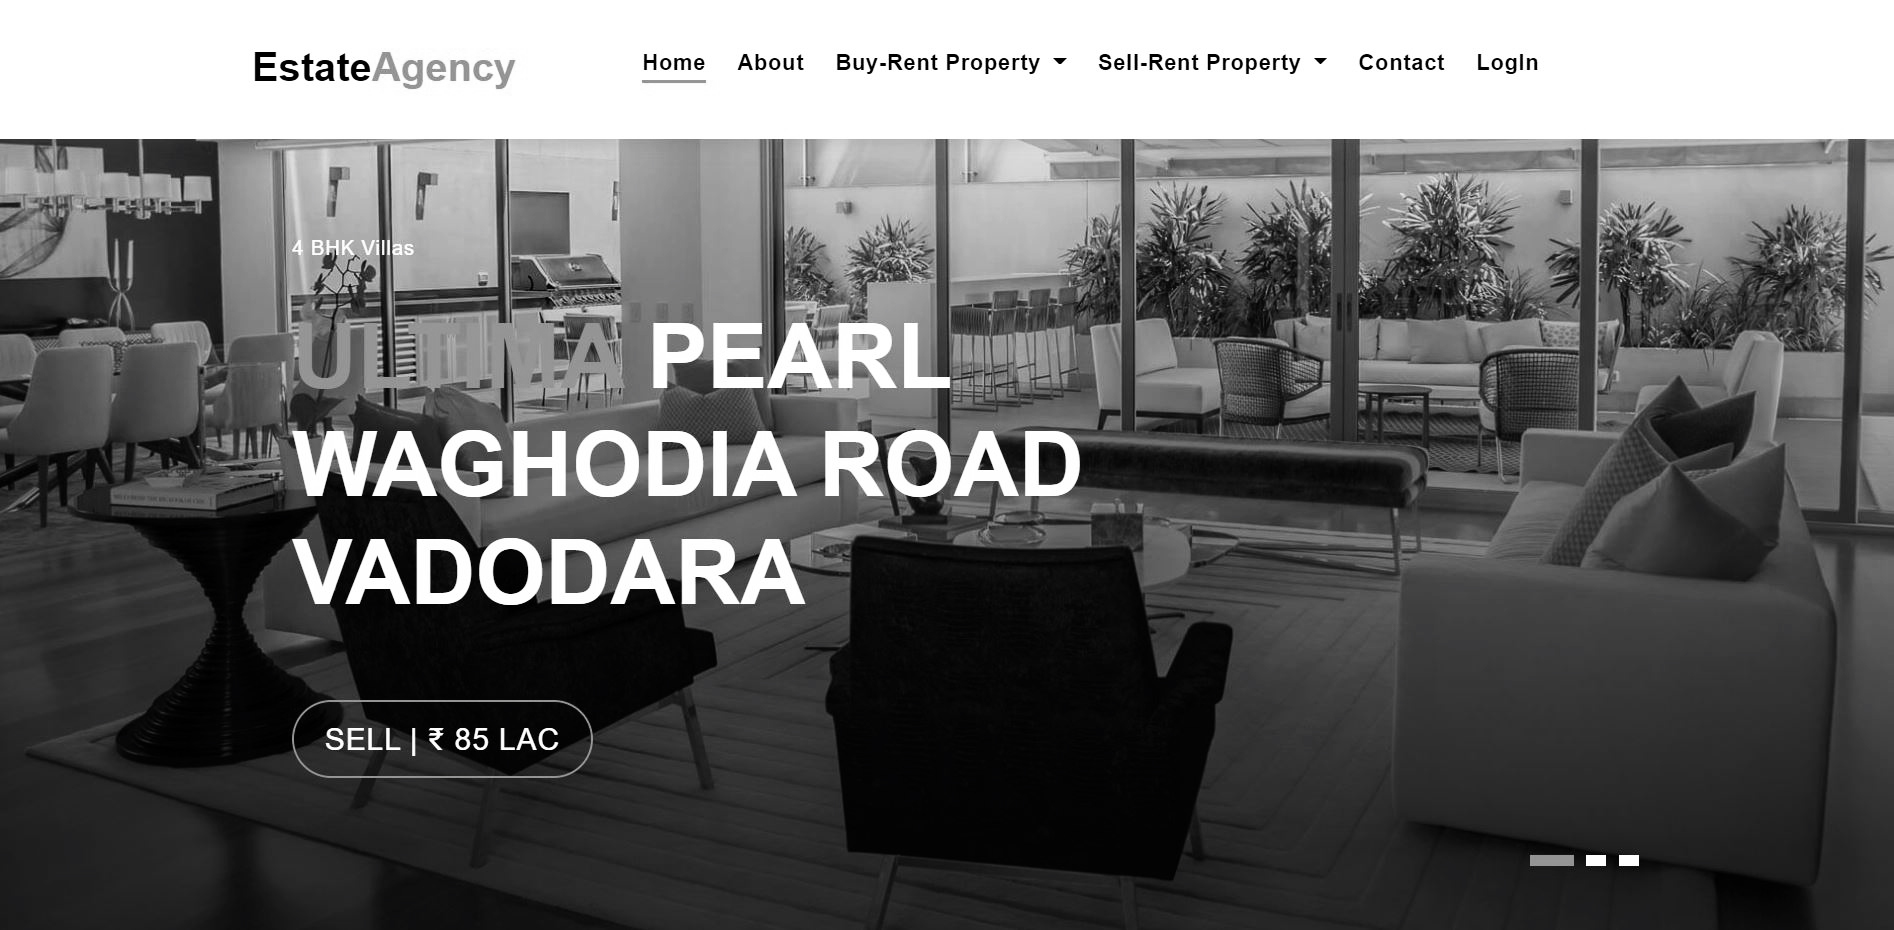 EstateAgency
Home About Buy-Rent Property Sell-Rent Property Contact LogIn
4 BHK Villas
ULTIMA PEARL
WAGHODIA ROAD
VADODARA
SELL | ₹ 85 LAC